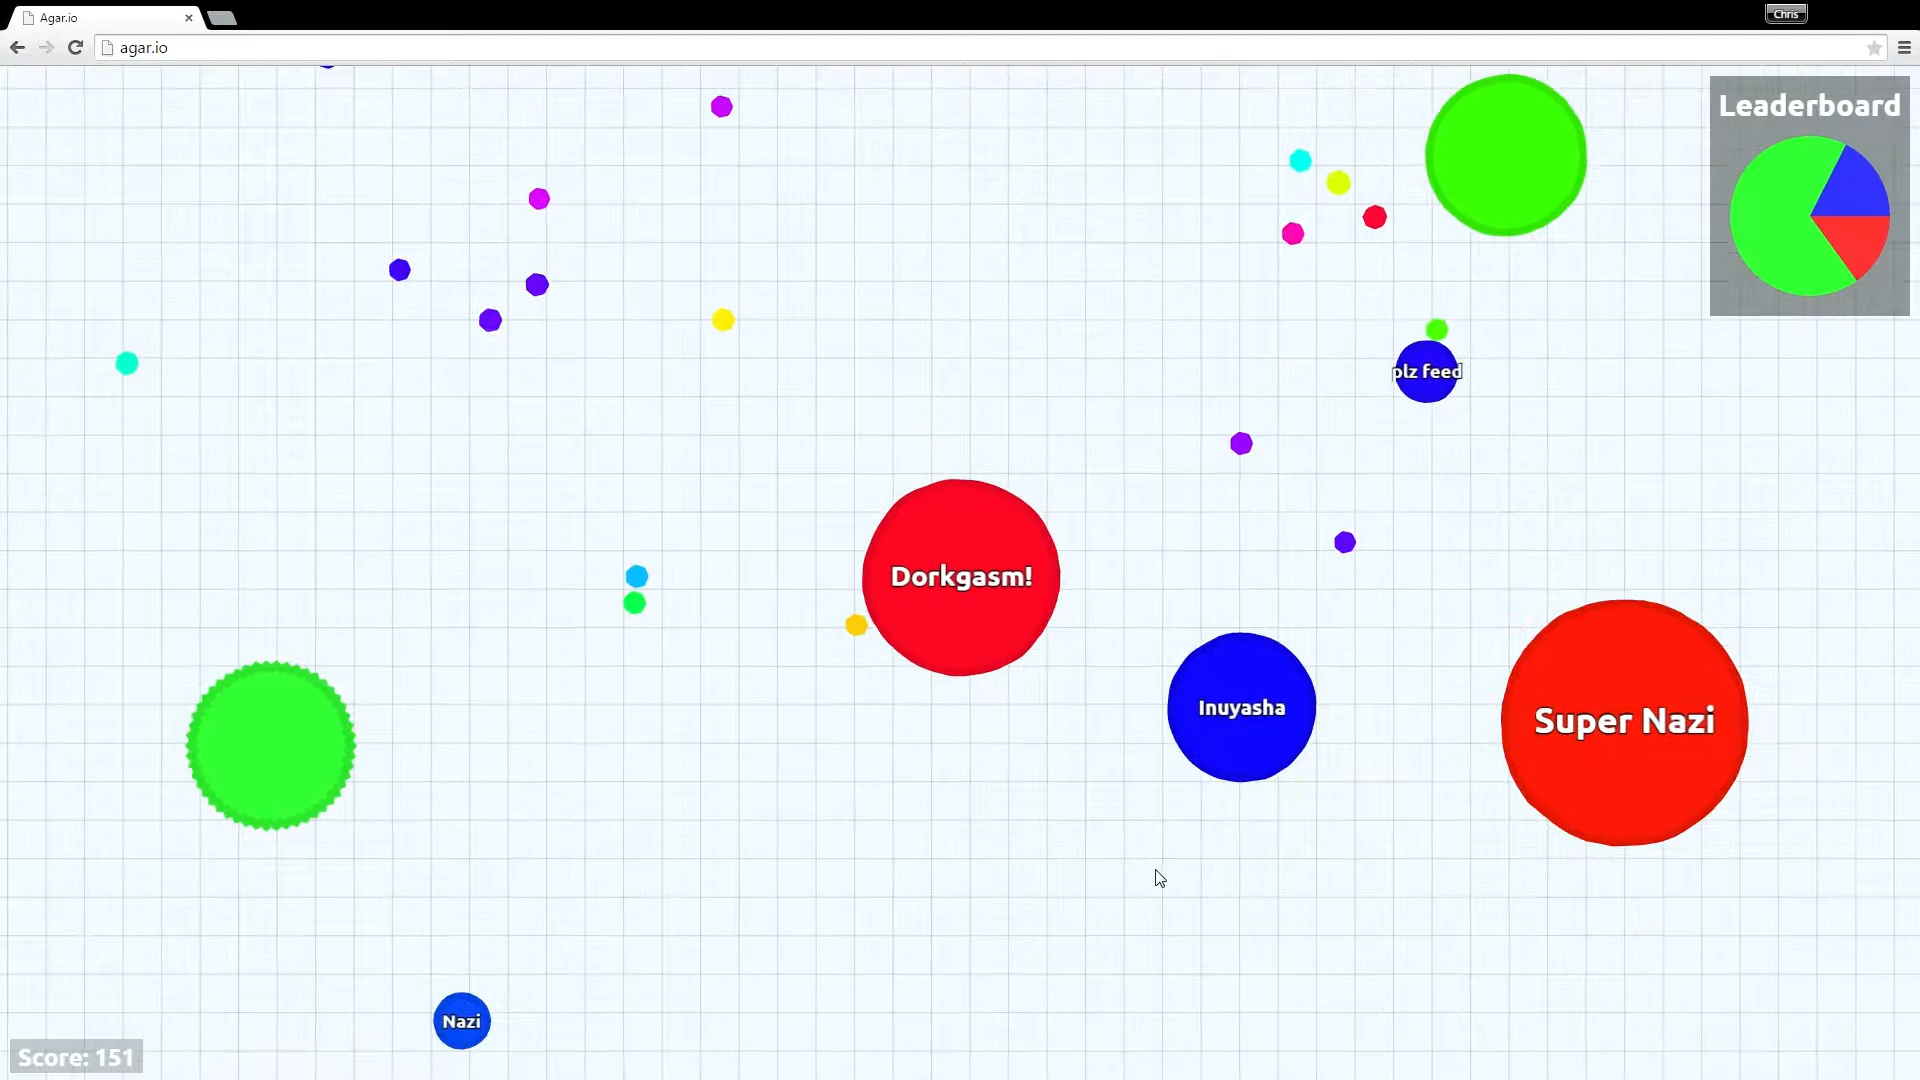 Agar.io
Chris
agar.io
Leaderboard
plz feed
Dorkgasm!
Inuyasha
Super Nazi
Nazi
Score: 151